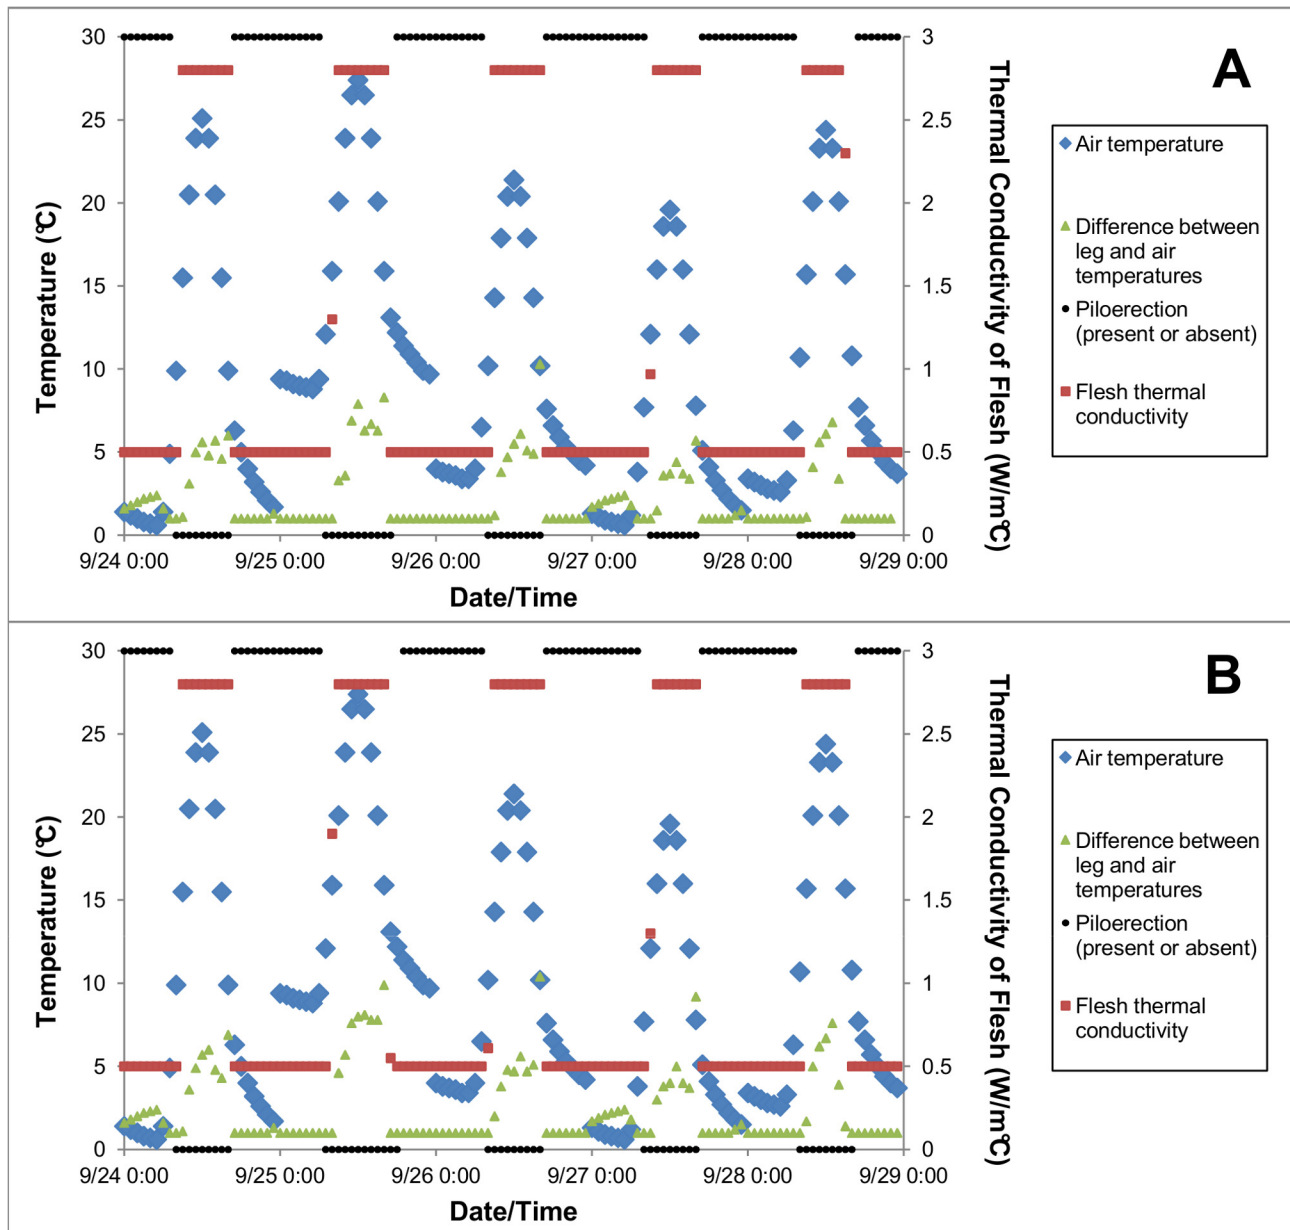 A
30
25
20
15
10
5
0
Temperature (°C)
3
2.5
2
1.5
1
0.5
0
Thermal Conductivity of Flesh (W/m°C)
9/24 0:00 9/25 0:00 9/26 0:00 9/27 0:00 9/28 0:00 9/29 0:00
Date/Time
Air temperature
Difference between
leg and air
temperatures
Piloerection
(present or absent)
Flesh thermal
conductivity
B
30
25
20
15
10
5
0
Temperature (°C)
3
2.5
2
1.5
1
0.5
0
Thermal Conductivity of Flesh (W/m°C)
9/24 0:00 9/25 0:00 9/26 0:00 9/27 0:00 9/28 0:00 9/29 0:00
Date/Time
Air temperature
Difference between
leg and air
temperatures
Piloerection
(present or absent)
Flesh thermal
conductivity